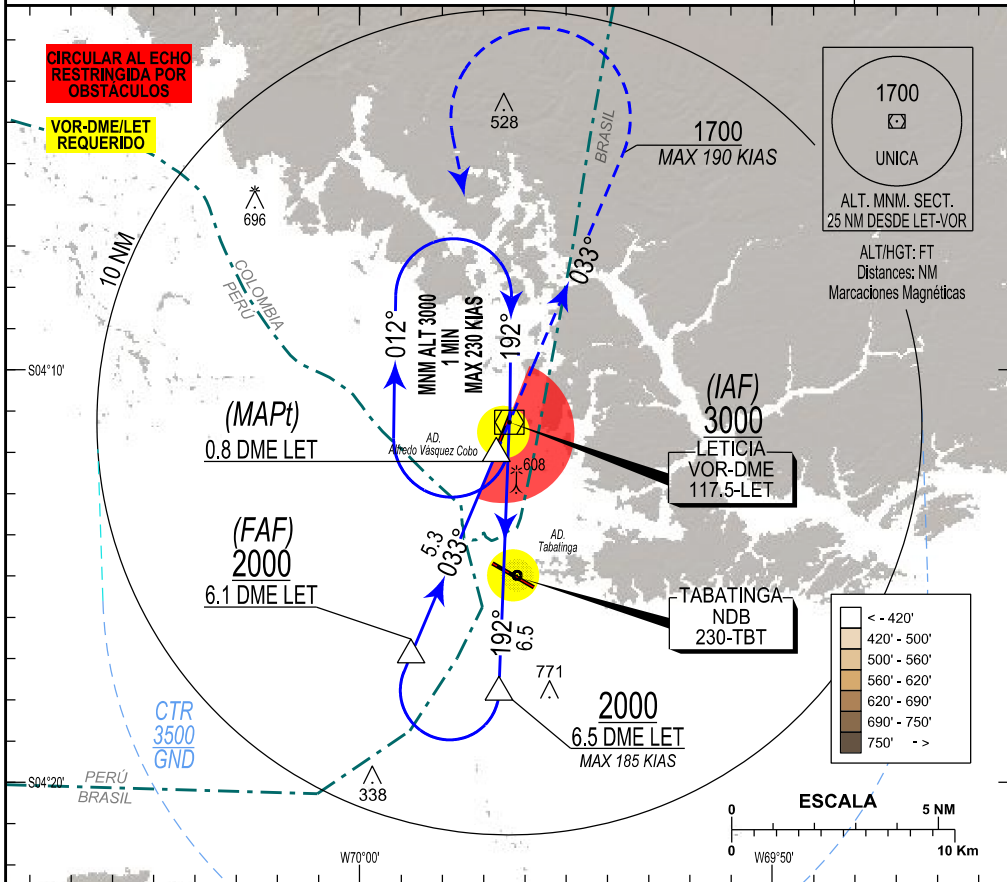 CIRCULAR AL ECHO
RESTRINGIDA POR
OBSTÁCULOS
VOR-DME/LET
REQUERIDO
528
696
BRASIL
1700
MAX 190 KIAS
1700
UNICA
ALT. MNM. SECT.
25 NM DESDE LET-VOR
ALT/HGT: FT
Distances: NM
Marcaciones Magnéticas
10 NM
COLOMBIA
PERÚ
033°
012°
MNM ALT 3000
1 MIN
MAX 230 KIAS
192°
S04°10'
(MAPt)
0.8 DME LET
AD.
Alfredo Vásquez Cobo
608
(IAF)
3000
LETICIA
VOR-DME
117.5-LET
(FAF)
2000
6.1 DME LET
5.3
033°
AD.
Tabatinga
TABATINGA
NDB
230-TBT
192°
6.5
771
2000
6.5 DME LET
MAX 185 KIAS
CTR
3500
GND
< - 420'
420' - 500'
500' - 560'
560' - 620'
620' - 690'
690' - 750'
750' - >
S04°20'
PERÚ
BRASIL
338
ESCALA
0
5 NM
0
10 Km
W70°00'
W69°50'